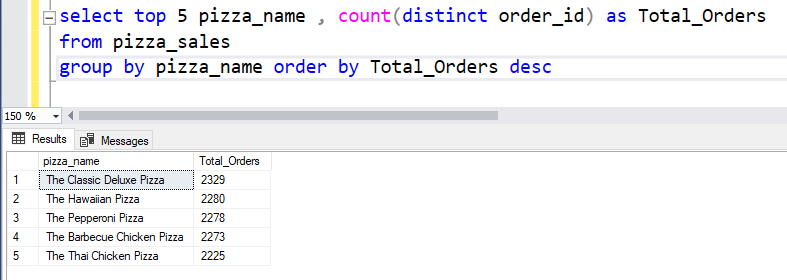 select top 5 pizza_name , count(distinct order_id) as Total_Orders
from pizza_sales
group by pizza_name order by Total_Orders desc
150 %
Results Messages
pizza_name Total_Orders
1 The Classic Deluxe Pizza 2329
2 The Hawaiian Pizza 2280
3 The Pepperoni Pizza 2278
4 The Barbecue Chicken Pizza 2273
5 The Thai Chicken Pizza 2225